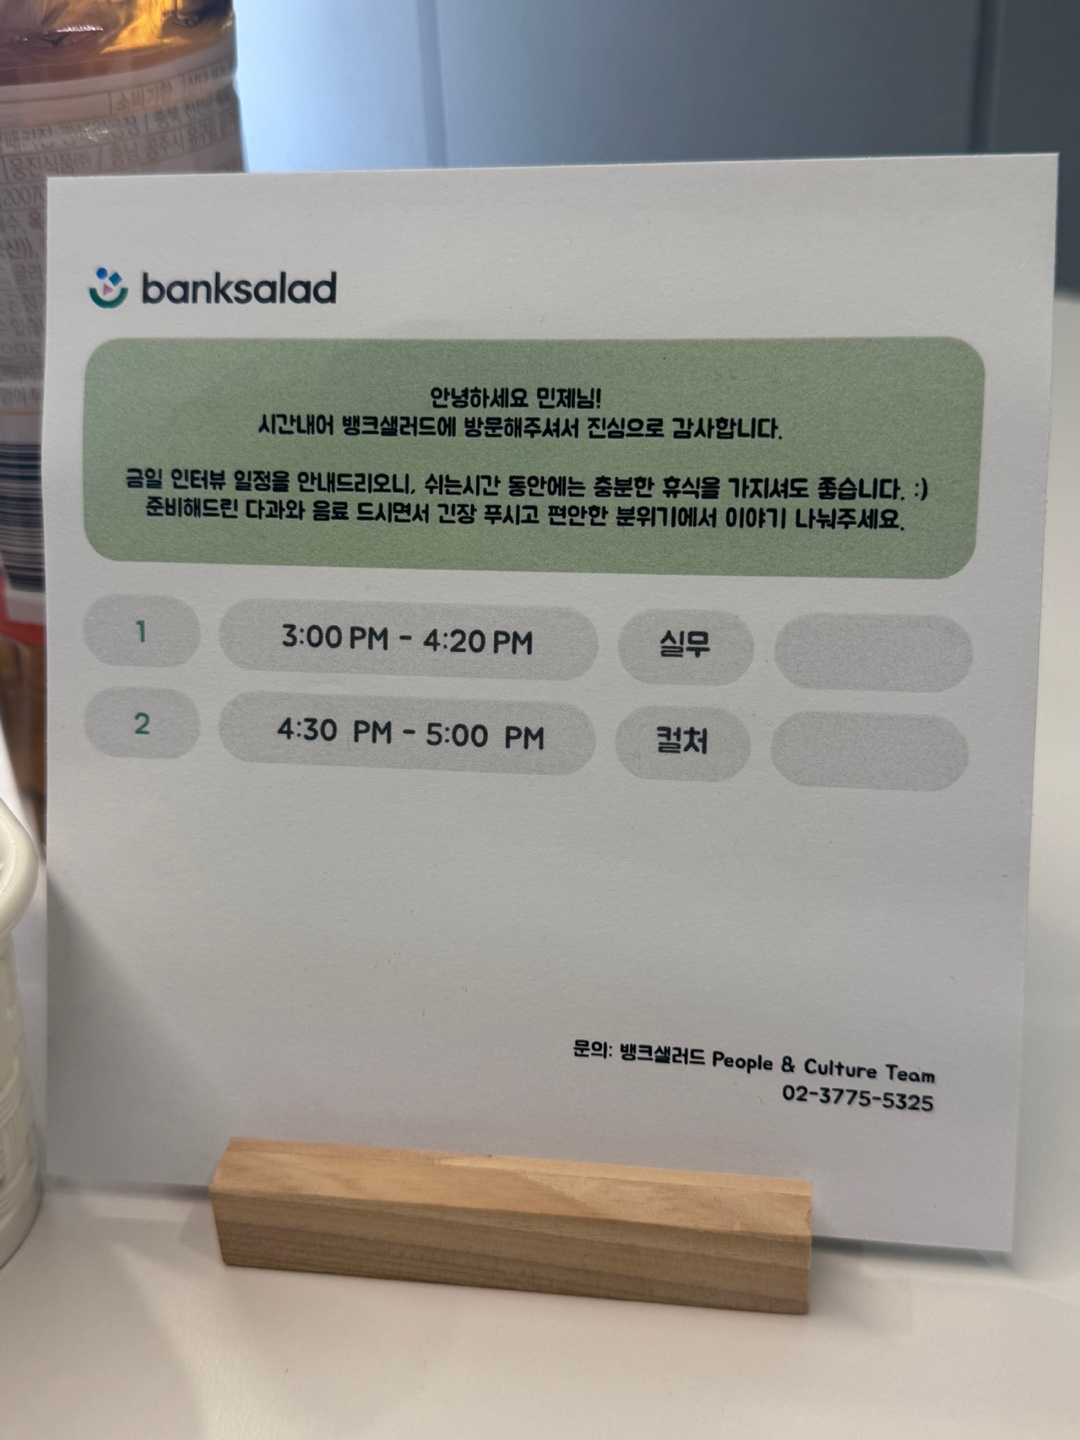 소비기한
banksalad
안녕하세요 민제님!
시간내어 뱅크샐러드에 방문해주셔서 진심으로 감사합니다.
금일 인터뷰 일정을 안내드리오니, 쉬는시간 동안에는 충분한 휴식을 가지셔도 좋습니다. :)
준비해드린 다과와 음료 드시면서 긴장 푸시고 편안한 분위기에서 이야기 나눠주세요.
1 3:00 PM - 4:20 PM 실무
2 4:30 PM - 5:00 PM 컬처
문의: 뱅크샐러드 People & Culture Team
02-3775-5325